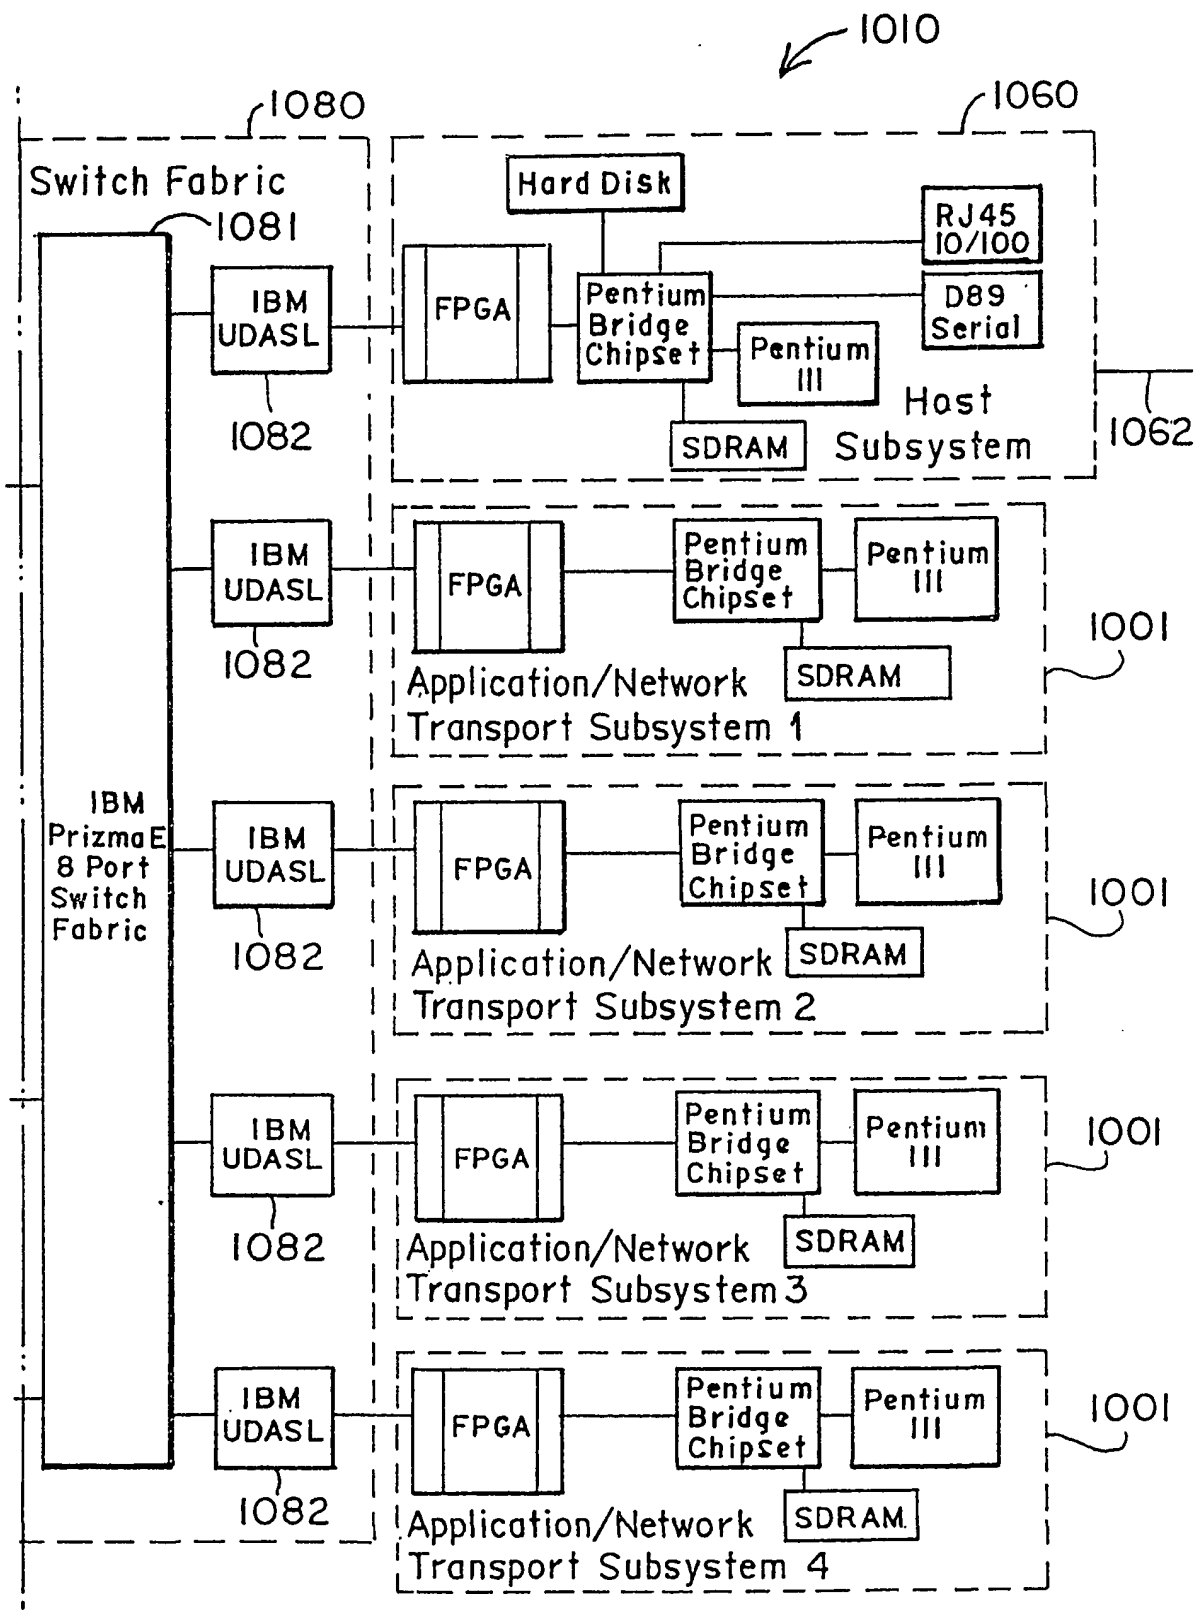 1010
1080
1060
Switch Fabric
1081
Hard Disk
RJ45
10/100
IBM
UDASL
FPGA
Pentium
Bridge
Chipset
D89
Serial
Pentium
III
1082
SDRAM
Host
Subsystem
1062
IBM
UDASL
FPGA
Pentium
Bridge
Chipset
Pentium
III
1082
SDRAM
1001
Application/Network
Transport Subsystem 1
IBM
PrizmaE
8 Port
Switch
Fabric
IBM
UDASL
FPGA
Pentium
Bridge
Chipset
Pentium
III
1001
1082
SDRAM
Application/Network
Transport Subsystem 2
IBM
UDASL
FPGA
Pentium
Bridge
Chipset
Pentium
III
1001
1082
SDRAM
Application/Network
Transport Subsystem 3
IBM
UDASL
FPGA
Pentium
Bridge
Chipset
Pentium
III
1001
1082
SDRAM
Application/Network
Transport Subsystem 4